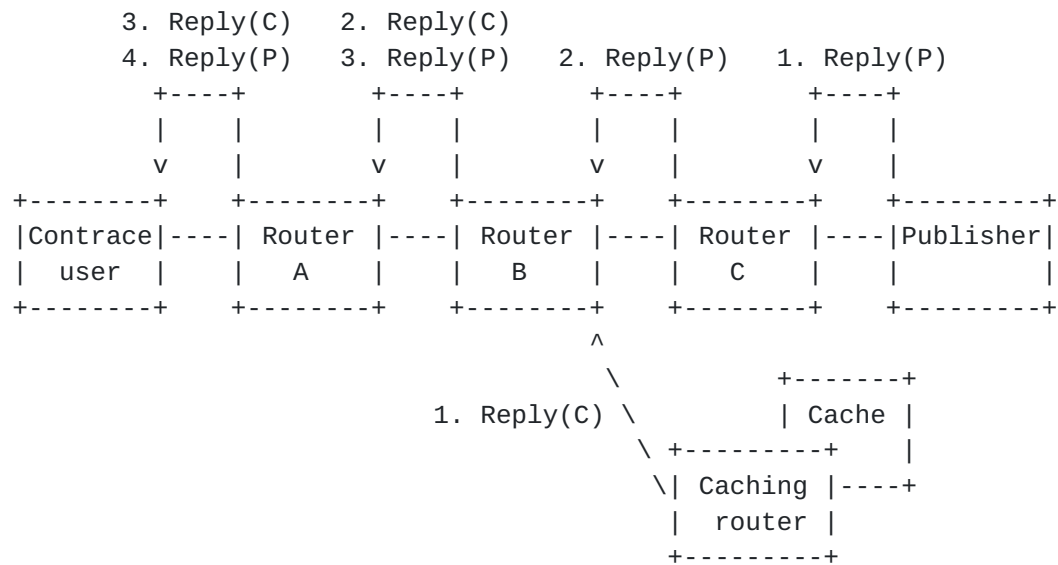 3. Reply(C) 2. Reply(C)
4. Reply(P) 3. Reply(P) 2. Reply(P) 1. Reply(P)
Contrace Router Router Router Publisher
user A B C
1. Reply(C) Cache
Caching
router